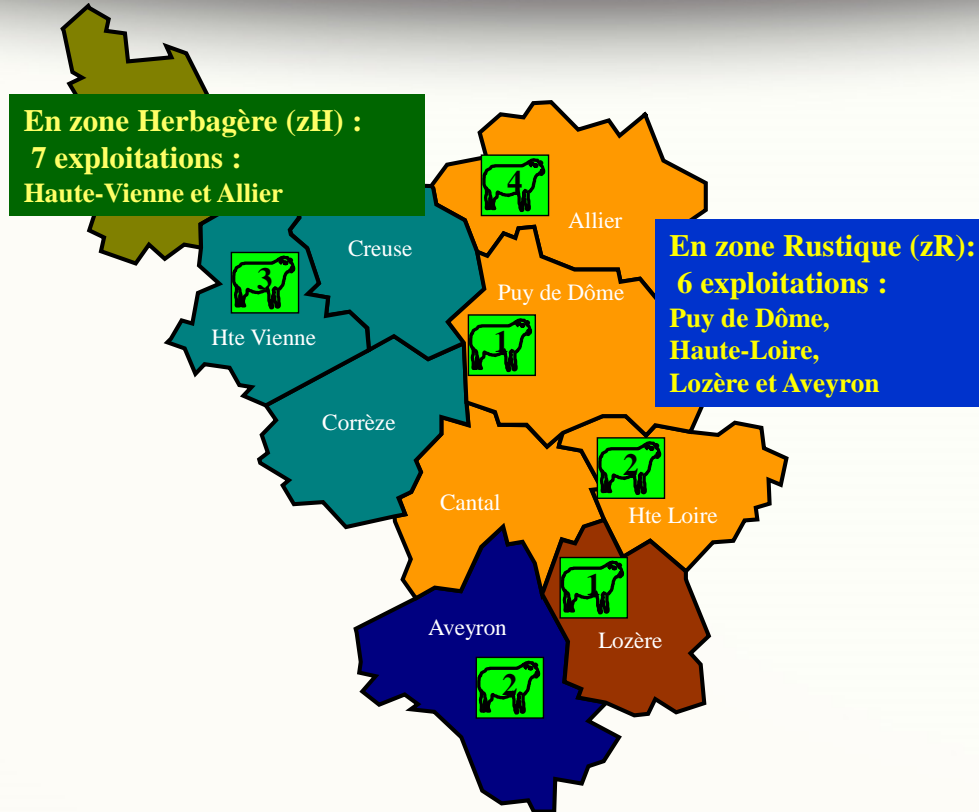 En zone Herbagère (zH) :
7 exploitations :
Haute-Vienne et Allier
4
Allier
Creuse
En zone Rustique (zR):
6 exploitations :
Puy de Dôme,
Haute-Loire,
Lozère et Aveyron
3
Puy de Dôme
Hte Vienne
1
Corrèze
2
Cantal
Hte Loire
1
Aveyron
Lozère
2